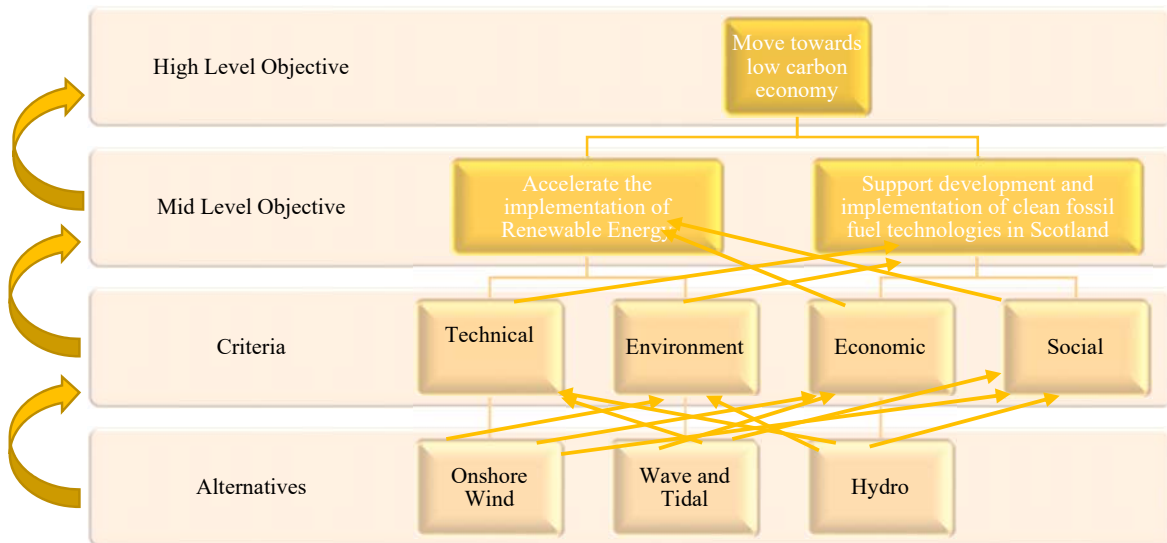 High Level Objective
Move towards
low carbon
economy
Mid Level Objective
Accelerate the
implementation of
Renewable Energy
Support development and
implementation of clean fossil
fuel technologies in Scotland
Criteria
Technical
Environment
Economic
Social
Alternatives
Onshore
Wind
Wave and
Tidal
Hydro